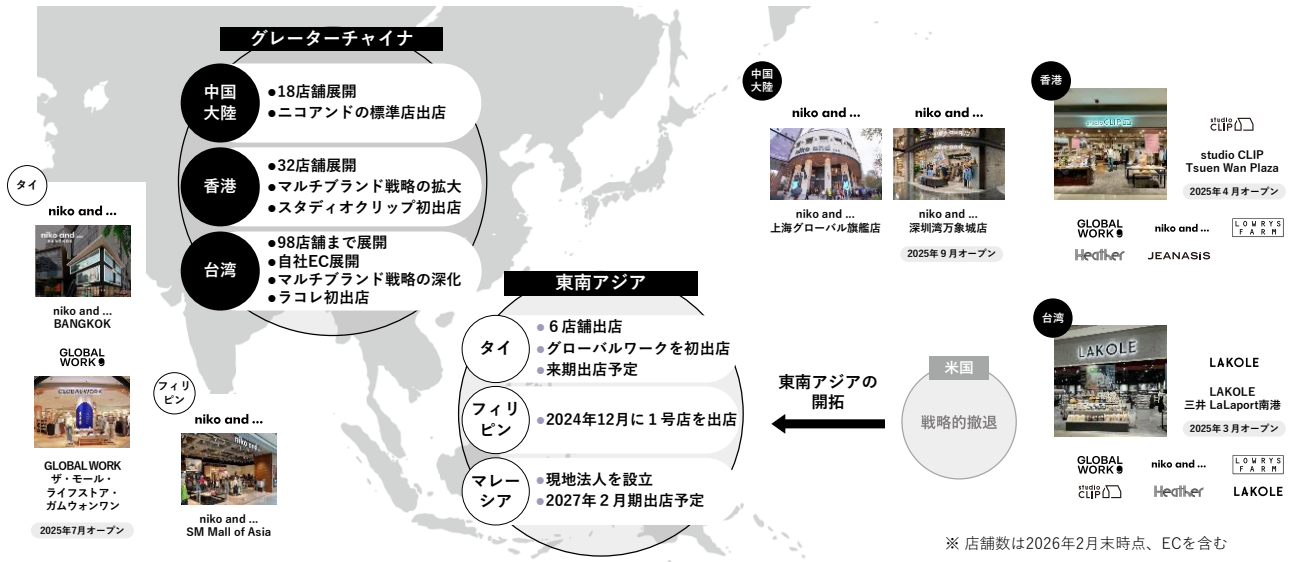 グレーターチャイナ
中国
大陸
●18店舗展開
●ニコアンドの標準店出店
香港
●32店舗展開
●マルチブランド戦略の拡大
●スタディオクリップ初出店
台湾
●98店舗まで展開
●自社EC展開
●マルチブランド戦略の深化
●ラコレ初出店
タイ
niko and ...
niko and ...
niko and ...
BANGKOK
GLOBAL
WORK
GLOBAL WORK
GLOBAL WORK
ザ・モール・
ライフストア・
ガムウォンワン
2025年7月オープン
フィリ
ピン
niko and ...
niko and ...
niko and ...
SM Mall of Asia
東南アジア
タイ
●６店舗出店
●グローバルワークを初出店
●来期出店予定
フィリ
ピン
●2024年12月に１号店を出店
マレー
シア
●現地法人を設立
●2027年２月期出店予定
東南アジアの
開拓
米国
戦略的撤退
中国
大陸
niko and ...
niko and ...
niko and ...
上海グローバル旗艦店
niko and ...
niko and ...
niko and ...
深圳湾万象城店
2025年９月オープン
香港
studio CLIP
studio
CLIP
studio CLIP
Tsuen Wan Plaza
2025年４月オープン
GLOBAL
WORK
niko and ...
LOWRYS
FARM
Heather
JEANASiS
台湾
LAKOLE
LAKOLE
LAKOLE
三井 LaLaport南港
2025年３月オープン
GLOBAL
WORK
niko and ...
LOWRYS
FARM
studio
CLIP
Heather
LAKOLE
※ 店舗数は2026年2月末時点、ECを含む